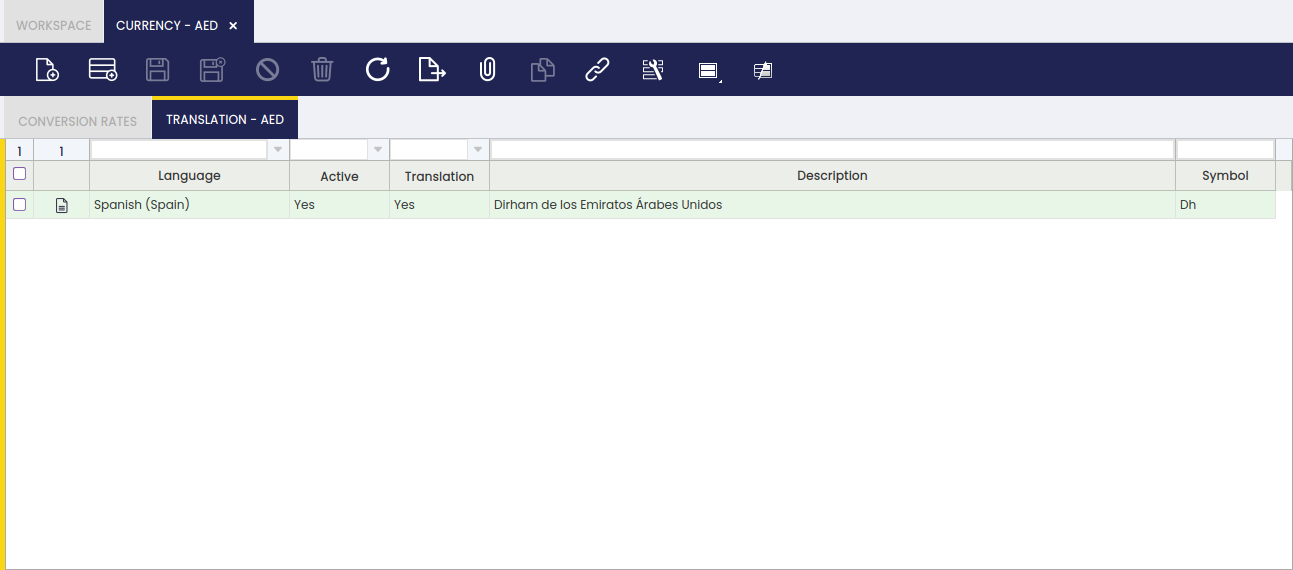 WORKSPACE CURRENCY - AED ×
CONVERSION RATES TRANSLATION - AED
1 1
Language Active Translation Description Symbol
Spanish (Spain) Yes Yes Dirham de los Emiratos Árabes Unidos Dh